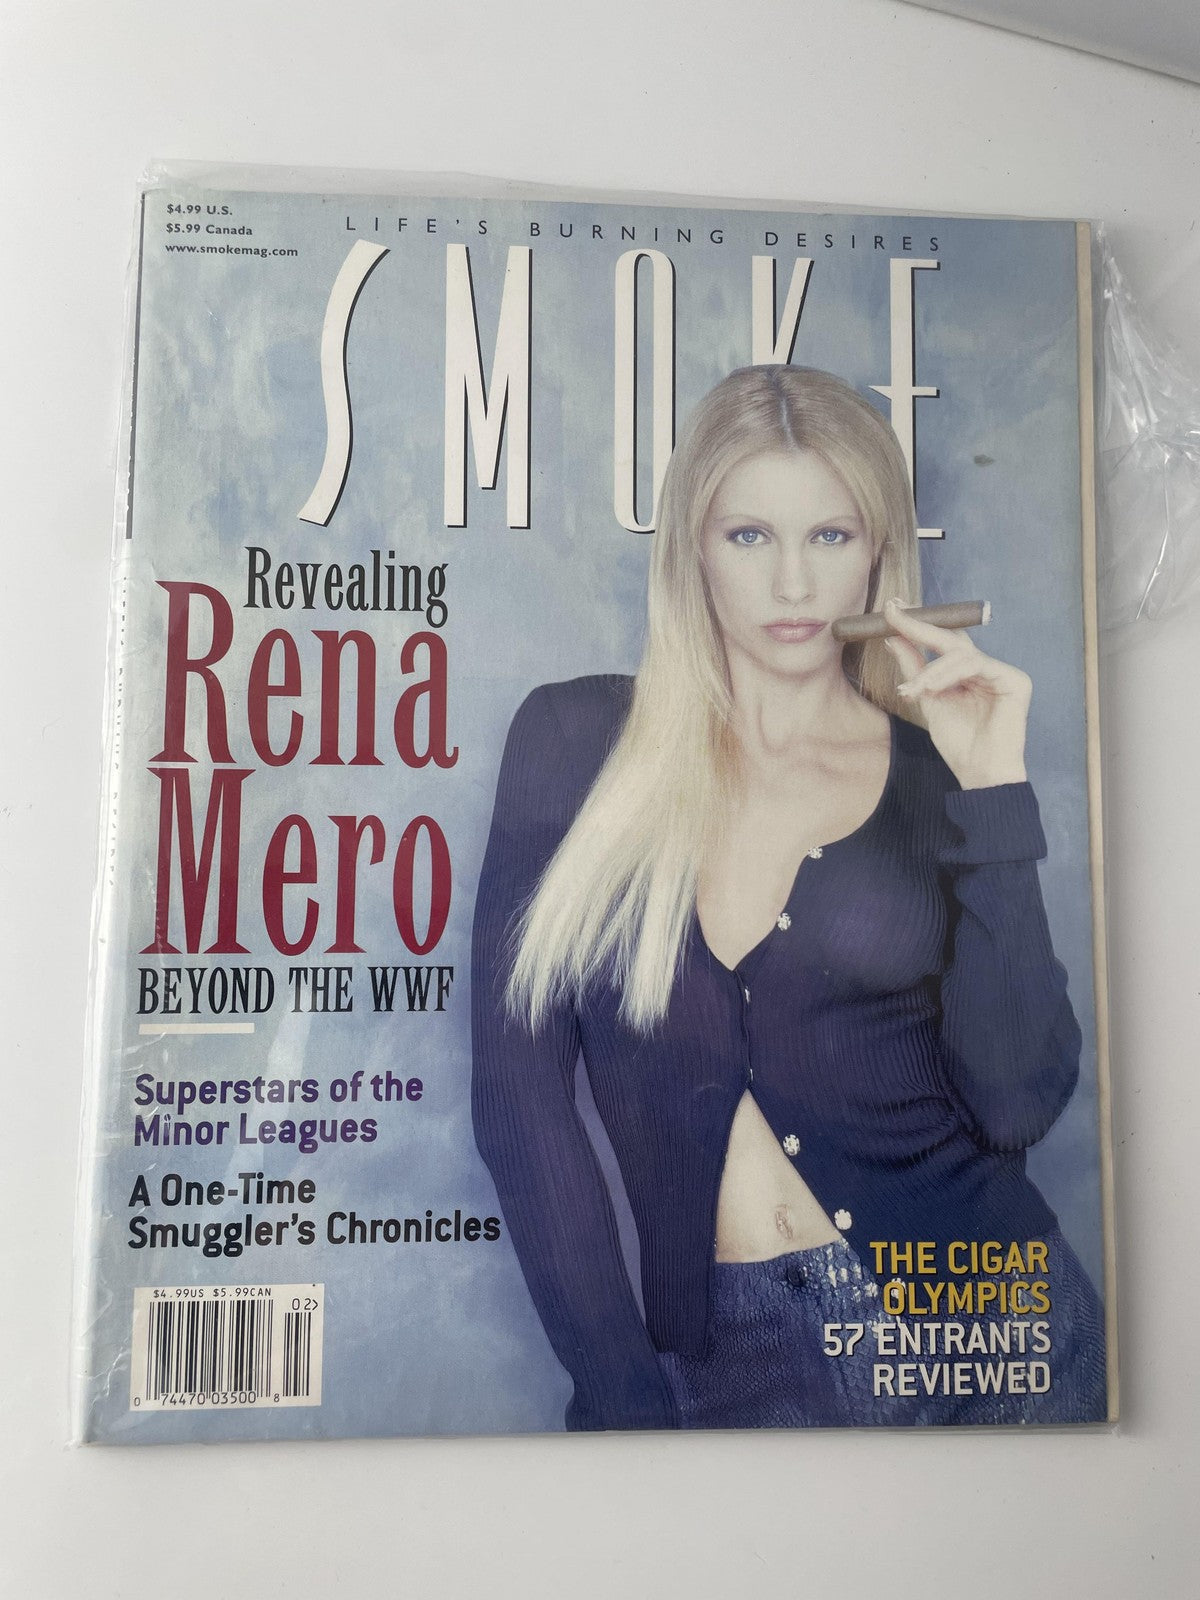 $4.99 U.S.
$5.99 Canada
www.smokemag.com
LIFE'S BURNING DESIRES
SMOKE
Revealing
Rena
Mero
BEYOND THE WWF
Superstars of the
Minor Leagues
A One-Time
Smuggler's Chronicles
THE CIGAR
OLYMPICS
57 ENTRANTS
REVIEWED
$4.99US $5.99CAN
02>
0 74470 03500 8